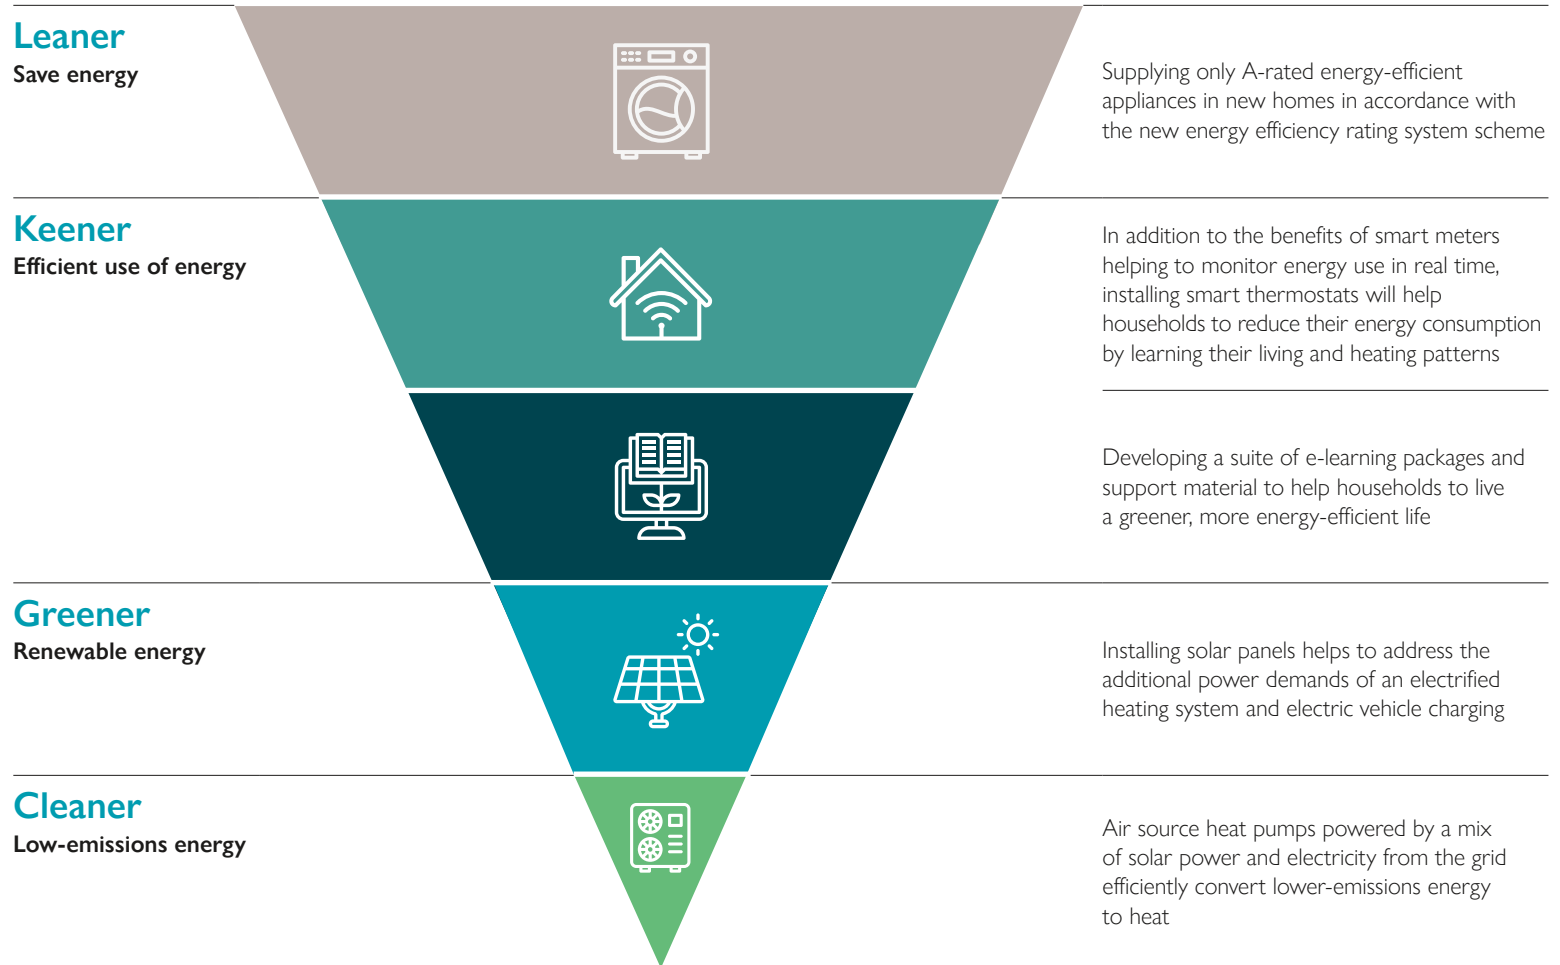 Leaner
Save energy
Supplying only A-rated energy-efficient
appliances in new homes in accordance with
the new energy efficiency rating system scheme
Keener
Efficient use of energy
In addition to the benefits of smart meters
helping to monitor energy use in real time,
installing smart thermostats will help
households to reduce their energy consumption
by learning their living and heating patterns
Developing a suite of e-learning packages and
support material to help households to live
a greener, more energy-efficient life
Greener
Renewable energy
Installing solar panels helps to address the
additional power demands of an electrified
heating system and electric vehicle charging
Cleaner
Low-emissions energy
Air source heat pumps powered by a mix
of solar power and electricity from the grid
efficiently convert lower-emissions energy
to heat